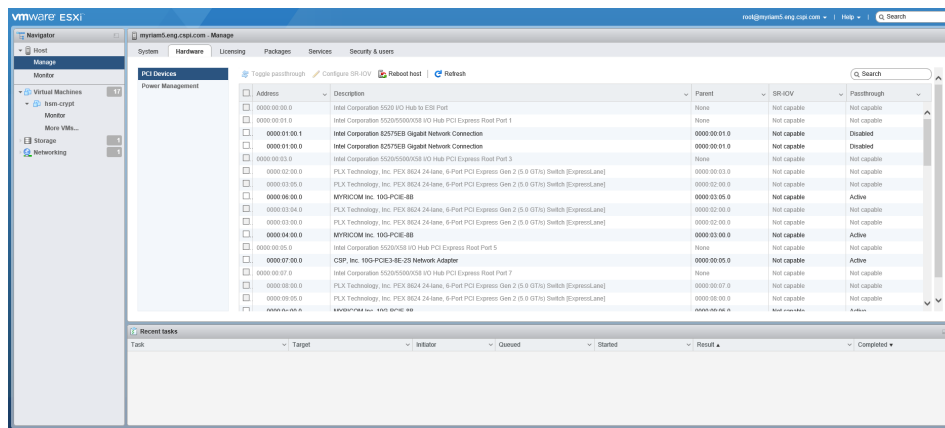 vmware ESXi
root@myriam5.eng.cspi.com | Help | Search
Navigator
Host
Manage
Monitor
Virtual Machines 17
hsm-crypt
Monitor
More VMs...
Storage 1
Networking 1
myriam5.eng.cspi.com - Manage
System Hardware Licensing Packages Services Security & users
PCI Devices
Power Management
Toggle passthrough Configure SR-IOV Reboot host | Refresh Search
Address Description Parent SR-IOV Passthrough
0000:00:00.0 Intel Corporation 5520 I/O Hub to ESI Port None Not capable Not capable
0000:00:01.0 Intel Corporation 5520/5500/X58 I/O Hub PCI Express Root Port 1 None Not capable Not capable
0000:01:00.1 Intel Corporation 82575EB Gigabit Network Connection 0000:00:01.0 Not capable Disabled
0000:01:00.0 Intel Corporation 82575EB Gigabit Network Connection 0000:00:01.0 Not capable Disabled
0000:00:03.0 Intel Corporation 5520/5500/X58 I/O Hub PCI Express Root Port 3 None Not capable Not capable
0000:02:00.0 PLX Technology, Inc. PEX 8624 24-lane, 6-Port PCI Express Gen 2 (5.0 GT/s) Switch [ExpressLane] 0000:00:03.0 Not capable Not capable
0000:03:05.0 PLX Technology, Inc. PEX 8624 24-lane, 6-Port PCI Express Gen 2 (5.0 GT/s) Switch [ExpressLane] 0000:02:00.0 Not capable Not capable
0000:06:00.0 MYRICOM Inc. 10G-PCIE-8B 0000:03:05.0 Not capable Active
0000:03:04.0 PLX Technology, Inc. PEX 8624 24-lane, 6-Port PCI Express Gen 2 (5.0 GT/s) Switch [ExpressLane] 0000:02:00.0 Not capable Not capable
0000:03:00.0 PLX Technology, Inc. PEX 8624 24-lane, 6-Port PCI Express Gen 2 (5.0 GT/s) Switch [ExpressLane] 0000:02:00.0 Not capable Not capable
0000:04:00.0 MYRICOM Inc. 10G-PCIE-8B 0000:03:00.0 Not capable Active
0000:00:05.0 Intel Corporation 5520/X58 I/O Hub PCI Express Root Port 5 None Not capable Not capable
0000:07:00.0 CSP, Inc. 10G-PCIE3-8E-2S Network Adapter 0000:00:05.0 Not capable Active
0000:00:07.0 Intel Corporation 5520/5500/X58 I/O Hub PCI Express Root Port 7 None Not capable Not capable
0000:08:00.0 PLX Technology, Inc. PEX 8624 24-lane, 6-Port PCI Express Gen 2 (5.0 GT/s) Switch [ExpressLane] 0000:00:07.0 Not capable Not capable
0000:09:05.0 PLX Technology, Inc. PEX 8624 24-lane, 6-Port PCI Express Gen 2 (5.0 GT/s) Switch [ExpressLane] 0000:08:00.0 Not capable Not capable
MYRICOM Inc. 10G-PCIE-8B 0000:09:05.0 Not capable Active
Recent tasks
Task Target Initiator Queued Started Result ▲ Completed ▼